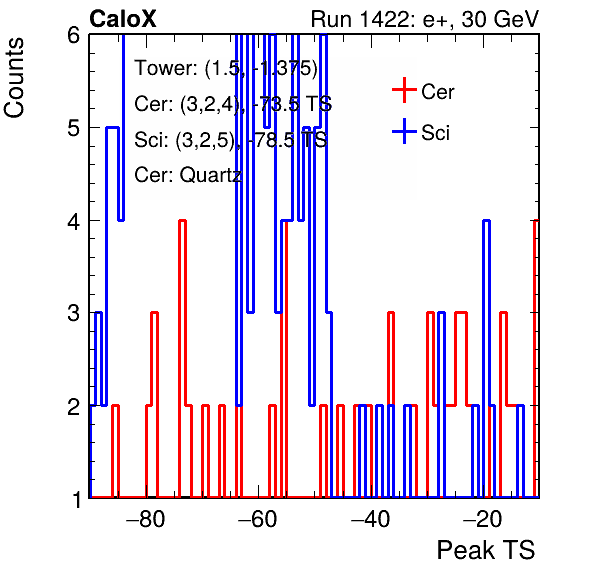 CaloX Run 1422: e+, 30 GeV
Counts
6
Tower: (1.5, -1.375)
Cer: (3,2,4), -73.5 TS
Sci: (3,2,5), -78.5 TS
Cer: Quartz
Cer
Sci
5
4
3
2
1
−80 −60 −40 −20
Peak TS